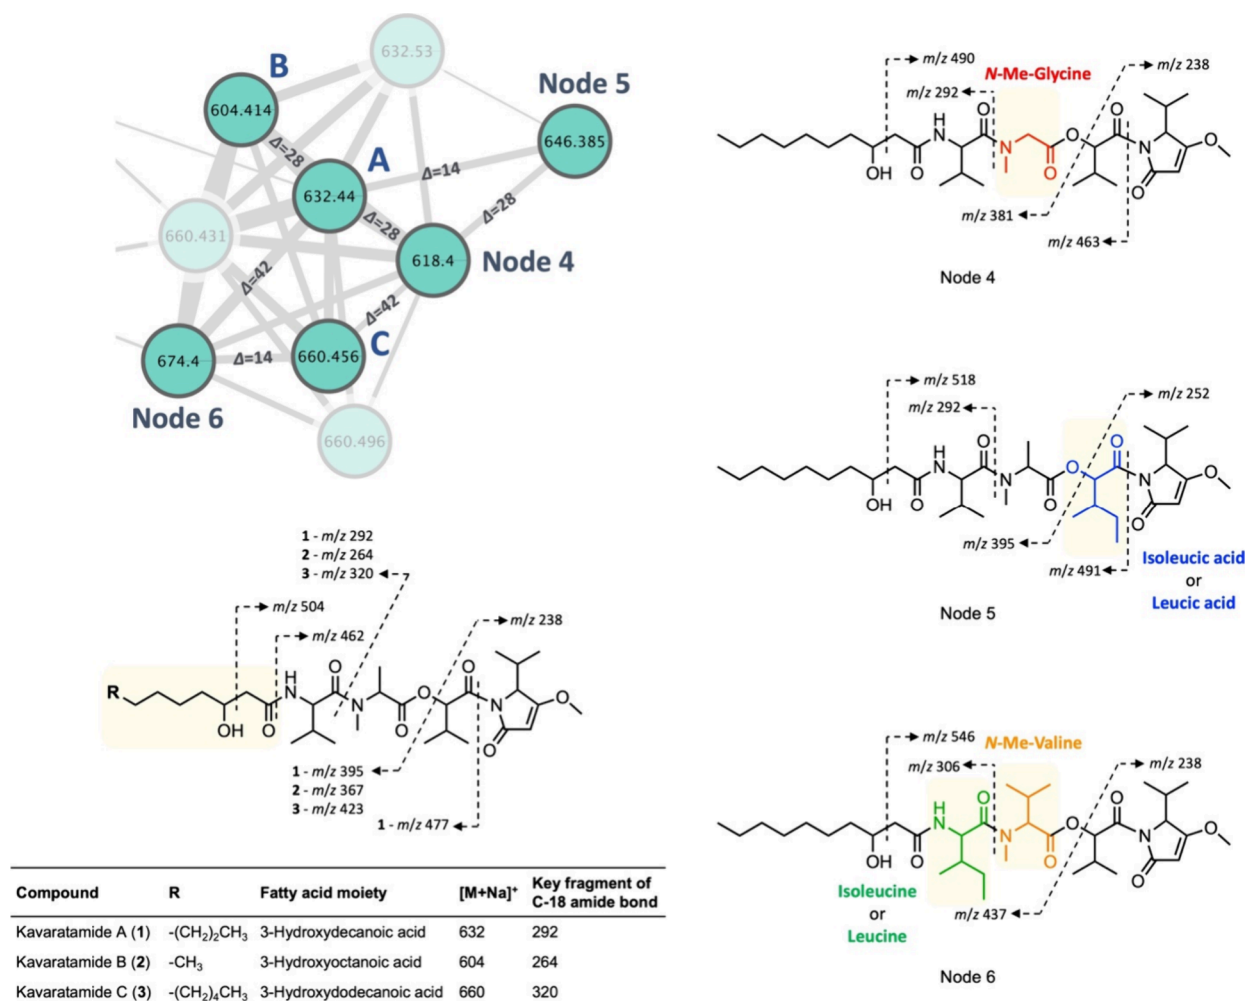 632.53
B
Node 5
604.414
646.385
Δ=28
A
Δ=14
632.44
Δ=28
Δ=28
660.431
618.4
Node 4
Δ=42
Δ=42
C
674.4
Δ=14
660.456
Node 6
660.496
1 - m/z 292
2 - m/z 264
3 - m/z 320
m/z 504
m/z 462
m/z 238
R
OH
O
H
N
O
N
O
O
O
N
O
O
1 - m/z 395
2 - m/z 367
3 - m/z 423
1 - m/z 477
Compound R Fatty acid moiety [M+Na]⁺ Key fragment of
C-18 amide bond
Kavaratamide A (1) -(CH₂)₂CH₃ 3-Hydroxydecanoic acid 632 292
Kavaratamide B (2) -CH₃ 3-Hydroxyoctanoic acid 604 264
Kavaratamide C (3) -(CH₂)₄CH₃ 3-Hydroxydodecanoic acid 660 320
m/z 490
N-Me-Glycine
m/z 238
m/z 292
OH
O
H
N
O
N
O
O
O
N
O
O
m/z 381
m/z 463
Node 4
m/z 518
m/z 252
m/z 292
OH
O
H
N
O
N
O
O
O
N
O
O
m/z 395
m/z 491
Isoleucic acid
or
Leucic acid
Node 5
m/z 546
N-Me-Valine
m/z 306
m/z 238
OH
O
H
N
O
N
O
O
O
N
O
O
Isoleucine
or
Leucine
m/z 437
Node 6